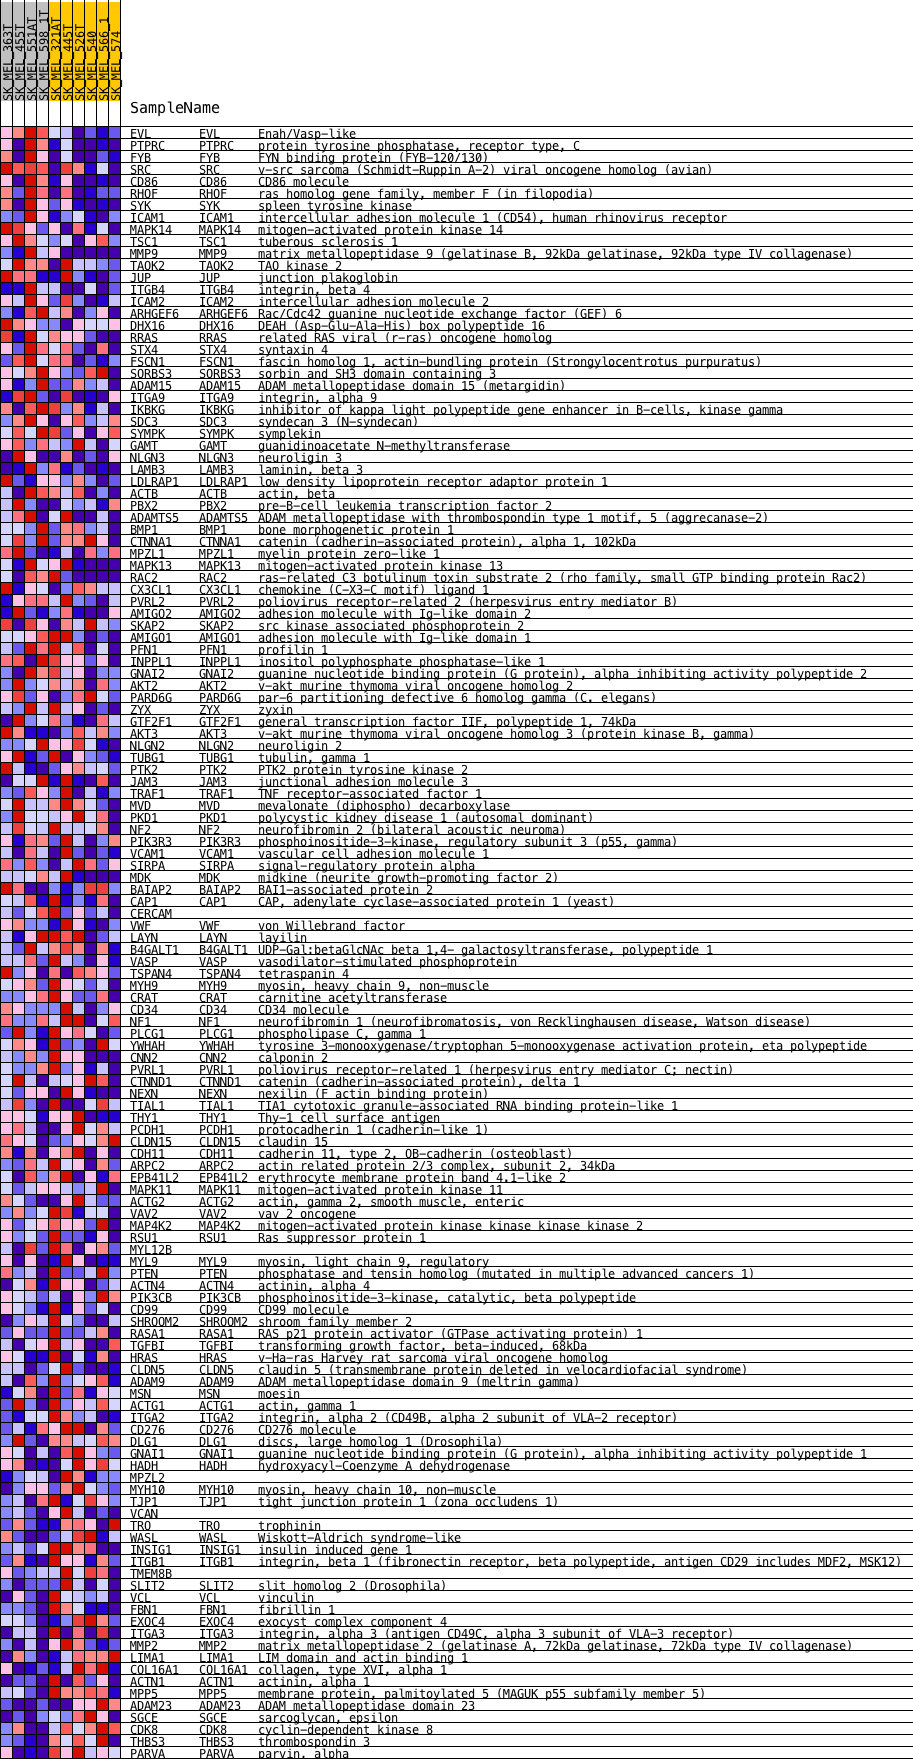 SK_MEL_363T
SK_MEL_455T
SK_MEL_551AT
SK_MEL_598_1T
SK_MEL_321AT
SK_MEL_445T
SK_MEL_526T
SK_MEL_540
SK_MEL_566_1
SK_MEL_574
SampleName
EVL EVL Enah/Vasp-like
PTPRC PTPRC protein tyrosine phosphatase, receptor type, C
FYB FYB FYN binding protein (FYB-120/130)
SRC SRC v-src sarcoma (Schmidt-Ruppin A-2) viral oncogene homolog (avian)
CD86 CD86 CD86 molecule
RHOF RHOF ras homolog gene family, member F (in filopodia)
SYK SYK spleen tyrosine kinase
ICAM1 ICAM1 intercellular adhesion molecule 1 (CD54), human rhinovirus receptor
MAPK14 MAPK14 mitogen-activated protein kinase 14
TSC1 TSC1 tuberous sclerosis 1
MMP9 MMP9 matrix metallopeptidase 9 (gelatinase B, 92kDa gelatinase, 92kDa type IV collagenase)
TAOK2 TAOK2 TAO kinase 2
JUP JUP junction plakoglobin
ITGB4 ITGB4 integrin, beta 4
ICAM2 ICAM2 intercellular adhesion molecule 2
ARHGEF6 ARHGEF6 Rac/Cdc42 guanine nucleotide exchange factor (GEF) 6
DHX16 DHX16 DEAH (Asp-Glu-Ala-His) box polypeptide 16
RRAS RRAS related RAS viral (r-ras) oncogene homolog
STX4 STX4 syntaxin 4
FSCN1 FSCN1 fascin homolog 1, actin-bundling protein (Strongylocentrotus purpuratus)
SORBS3 SORBS3 sorbin and SH3 domain containing 3
ADAM15 ADAM15 ADAM metallopeptidase domain 15 (metargidin)
ITGA9 ITGA9 integrin, alpha 9
IKBKG IKBKG inhibitor of kappa light polypeptide gene enhancer in B-cells, kinase gamma
SDC3 SDC3 syndecan 3 (N-syndecan)
SYMPK SYMPK symplekin
GAMT GAMT guanidinoacetate N-methyltransferase
NLGN3 NLGN3 neuroligin 3
LAMB3 LAMB3 laminin, beta 3
LDLRAP1 LDLRAP1 low density lipoprotein receptor adaptor protein 1
ACTB ACTB actin, beta
PBX2 PBX2 pre-B-cell leukemia transcription factor 2
ADAMTS5 ADAMTS5 ADAM metallopeptidase with thrombospondin type 1 motif, 5 (aggrecanase-2)
BMP1 BMP1 bone morphogenetic protein 1
CTNNA1 CTNNA1 catenin (cadherin-associated protein), alpha 1, 102kDa
MPZL1 MPZL1 myelin protein zero-like 1
MAPK13 MAPK13 mitogen-activated protein kinase 13
RAC2 RAC2 ras-related C3 botulinum toxin substrate 2 (rho family, small GTP binding protein Rac2)
CX3CL1 CX3CL1 chemokine (C-X3-C motif) ligand 1
PVRL2 PVRL2 poliovirus receptor-related 2 (herpesvirus entry mediator B)
AMIGO2 AMIGO2 adhesion molecule with Ig-like domain 2
SKAP2 SKAP2 src kinase associated phosphoprotein 2
AMIGO1 AMIGO1 adhesion molecule with Ig-like domain 1
PFN1 PFN1 profilin 1
INPPL1 INPPL1 inositol polyphosphate phosphatase-like 1
GNAI2 GNAI2 guanine nucleotide binding protein (G protein), alpha inhibiting activity polypeptide 2
AKT2 AKT2 v-akt murine thymoma viral oncogene homolog 2
PARD6G PARD6G par-6 partitioning defective 6 homolog gamma (C. elegans)
ZYX ZYX zyxin
GTF2F1 GTF2F1 general transcription factor IIF, polypeptide 1, 74kDa
AKT3 AKT3 v-akt murine thymoma viral oncogene homolog 3 (protein kinase B, gamma)
NLGN2 NLGN2 neuroligin 2
TUBG1 TUBG1 tubulin, gamma 1
PTK2 PTK2 PTK2 protein tyrosine kinase 2
JAM3 JAM3 junctional adhesion molecule 3
TRAF1 TRAF1 TNF receptor-associated factor 1
MVD MVD mevalonate (diphospho) decarboxylase
PKD1 PKD1 polycystic kidney disease 1 (autosomal dominant)
NF2 NF2 neurofibromin 2 (bilateral acoustic neuroma)
PIK3R3 PIK3R3 phosphoinositide-3-kinase, regulatory subunit 3 (p55, gamma)
VCAM1 VCAM1 vascular cell adhesion molecule 1
SIRPA SIRPA signal-regulatory protein alpha
MDK MDK midkine (neurite growth-promoting factor 2)
BAIAP2 BAIAP2 BAI1-associated protein 2
CAP1 CAP1 CAP, adenylate cyclase-associated protein 1 (yeast)
CERCAM
VWF VWF von Willebrand factor
LAYN LAYN layilin
B4GALT1 B4GALT1 UDP-Gal:betaGlcNAc beta 1,4- galactosyltransferase, polypeptide 1
VASP VASP vasodilator-stimulated phosphoprotein
TSPAN4 TSPAN4 tetraspanin 4
MYH9 MYH9 myosin, heavy chain 9, non-muscle
CRAT CRAT carnitine acetyltransferase
CD34 CD34 CD34 molecule
NF1 NF1 neurofibromin 1 (neurofibromatosis, von Recklinghausen disease, Watson disease)
PLCG1 PLCG1 phospholipase C, gamma 1
YWHAH YWHAH tyrosine 3-monooxygenase/tryptophan 5-monooxygenase activation protein, eta polypeptide
CNN2 CNN2 calponin 2
PVRL1 PVRL1 poliovirus receptor-related 1 (herpesvirus entry mediator C; nectin)
CTNND1 CTNND1 catenin (cadherin-associated protein), delta 1
NEXN NEXN nexilin (F actin binding protein)
TIAL1 TIAL1 TIA1 cytotoxic granule-associated RNA binding protein-like 1
THY1 THY1 Thy-1 cell surface antigen
PCDH1 PCDH1 protocadherin 1 (cadherin-like 1)
CLDN15 CLDN15 claudin 15
CDH11 CDH11 cadherin 11, type 2, OB-cadherin (osteoblast)
ARPC2 ARPC2 actin related protein 2/3 complex, subunit 2, 34kDa
EPB41L2 EPB41L2 erythrocyte membrane protein band 4.1-like 2
MAPK11 MAPK11 mitogen-activated protein kinase 11
ACTG2 ACTG2 actin, gamma 2, smooth muscle, enteric
VAV2 VAV2 vav 2 oncogene
MAP4K2 MAP4K2 mitogen-activated protein kinase kinase kinase kinase 2
RSU1 RSU1 Ras suppressor protein 1
MYL12B
MYL9 MYL9 myosin, light chain 9, regulatory
PTEN PTEN phosphatase and tensin homolog (mutated in multiple advanced cancers 1)
ACTN4 ACTN4 actinin, alpha 4
PIK3CB PIK3CB phosphoinositide-3-kinase, catalytic, beta polypeptide
CD99 CD99 CD99 molecule
SHROOM2 SHROOM2 shroom family member 2
RASA1 RASA1 RAS p21 protein activator (GTPase activating protein) 1
TGFBI TGFBI transforming growth factor, beta-induced, 68kDa
HRAS HRAS v-Ha-ras Harvey rat sarcoma viral oncogene homolog
CLDN5 CLDN5 claudin 5 (transmembrane protein deleted in velocardiofacial syndrome)
ADAM9 ADAM9 ADAM metallopeptidase domain 9 (meltrin gamma)
MSN MSN moesin
ACTG1 ACTG1 actin, gamma 1
ITGA2 ITGA2 integrin, alpha 2 (CD49B, alpha 2 subunit of VLA-2 receptor)
CD276 CD276 CD276 molecule
DLG1 DLG1 discs, large homolog 1 (Drosophila)
GNAI1 GNAI1 guanine nucleotide binding protein (G protein), alpha inhibiting activity polypeptide 1
HADH HADH hydroxyacyl-Coenzyme A dehydrogenase
MPZL2
MYH10 MYH10 myosin, heavy chain 10, non-muscle
TJP1 TJP1 tight junction protein 1 (zona occludens 1)
VCAN
TRO TRO trophinin
WASL WASL Wiskott-Aldrich syndrome-like
INSIG1 INSIG1 insulin induced gene 1
ITGB1 ITGB1 integrin, beta 1 (fibronectin receptor, beta polypeptide, antigen CD29 includes MDF2, MSK12)
TMEM8B
SLIT2 SLIT2 slit homolog 2 (Drosophila)
VCL VCL vinculin
FBN1 FBN1 fibrillin 1
EXOC4 EXOC4 exocyst complex component 4
ITGA3 ITGA3 integrin, alpha 3 (antigen CD49C, alpha 3 subunit of VLA-3 receptor)
MMP2 MMP2 matrix metallopeptidase 2 (gelatinase A, 72kDa gelatinase, 72kDa type IV collagenase)
LIMA1 LIMA1 LIM domain and actin binding 1
COL16A1 COL16A1 collagen, type XVI, alpha 1
ACTN1 ACTN1 actinin, alpha 1
MPP5 MPP5 membrane protein, palmitoylated 5 (MAGUK p55 subfamily member 5)
ADAM23 ADAM23 ADAM metallopeptidase domain 23
SGCE SGCE sarcoglycan, epsilon
CDK8 CDK8 cyclin-dependent kinase 8
THBS3 THBS3 thrombospondin 3
PARVA PARVA parvin, alpha